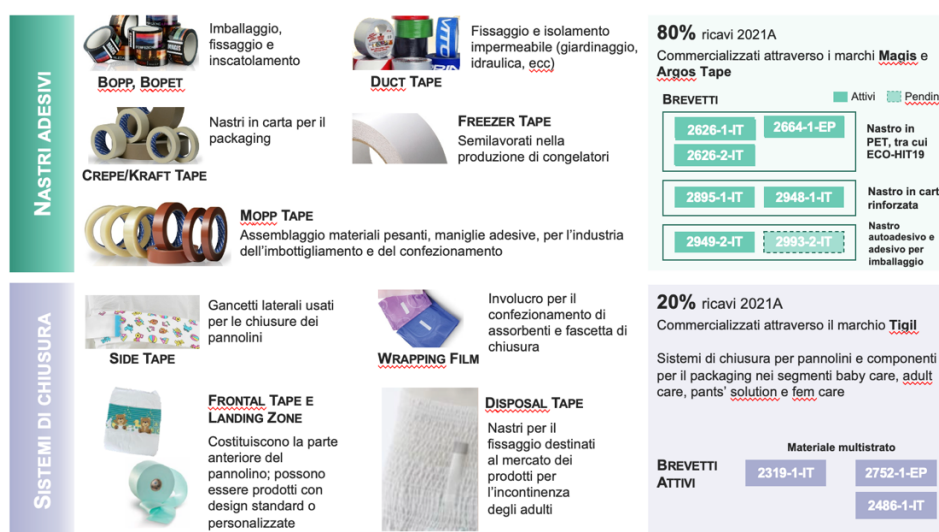 NASTRI ADESIVI
Imballaggio,
fissaggio e
inscatolamento
BOPP, BOPET
Fissaggio e isolamento
impermeabile (giardinaggio,
idraulica, ecc)
DUCT TAPE
Nastri in carta per il
packaging
CREPE/KRAFT TAPE
FREEZER TAPE
Semilavorati nella
produzione di congelatori
MOPP TAPE
Assemblaggio materiali pesanti, maniglie adesive, per l'industria
dell'imbottigliamento e del confezionamento
80% ricavi 2021A
Commercializzati attraverso i marchi Magis e
Argos Tape
BREVETTI
Attivi
Pendin
2626-1-IT
2664-1-EP
2626-2-IT
Nastro in
PET, tra cui
ECO-HIT19
2895-1-IT
2948-1-IT
Nastro in cart
rinforzata
2949-2-IT
2993-2-IT
Nastro
autoadesivo e
adesivo per
imballaggio
SISTEMI DI CHIUSURA
Gancetti laterali usati
per le chiusure dei
pannolini
SIDE TAPE
Involucro per il
confezionamento di
assorbenti e fascetta di
chiusura
WRAPPING FILM
FRONTAL TAPE E
LANDING ZONE
Costituiscono la parte
anteriore del
pannolino; possono
essere prodotti con
design standard o
personalizzate
DISPOSAL TAPE
Nastri per il
fissaggio destinati
al mercato dei
prodotti per
l'incontinenza
degli adulti
20% ricavi 2021A
Commercializzati attraverso il marchio Tigil
Sistemi di chiusura per pannolini e componenti
per il packaging nei segmenti baby care, adult
care, pants' solution e fem care
Materiale multistrato
BREVETTI
ATTIVI
2319-1-IT
2752-1-EP
2486-1-IT